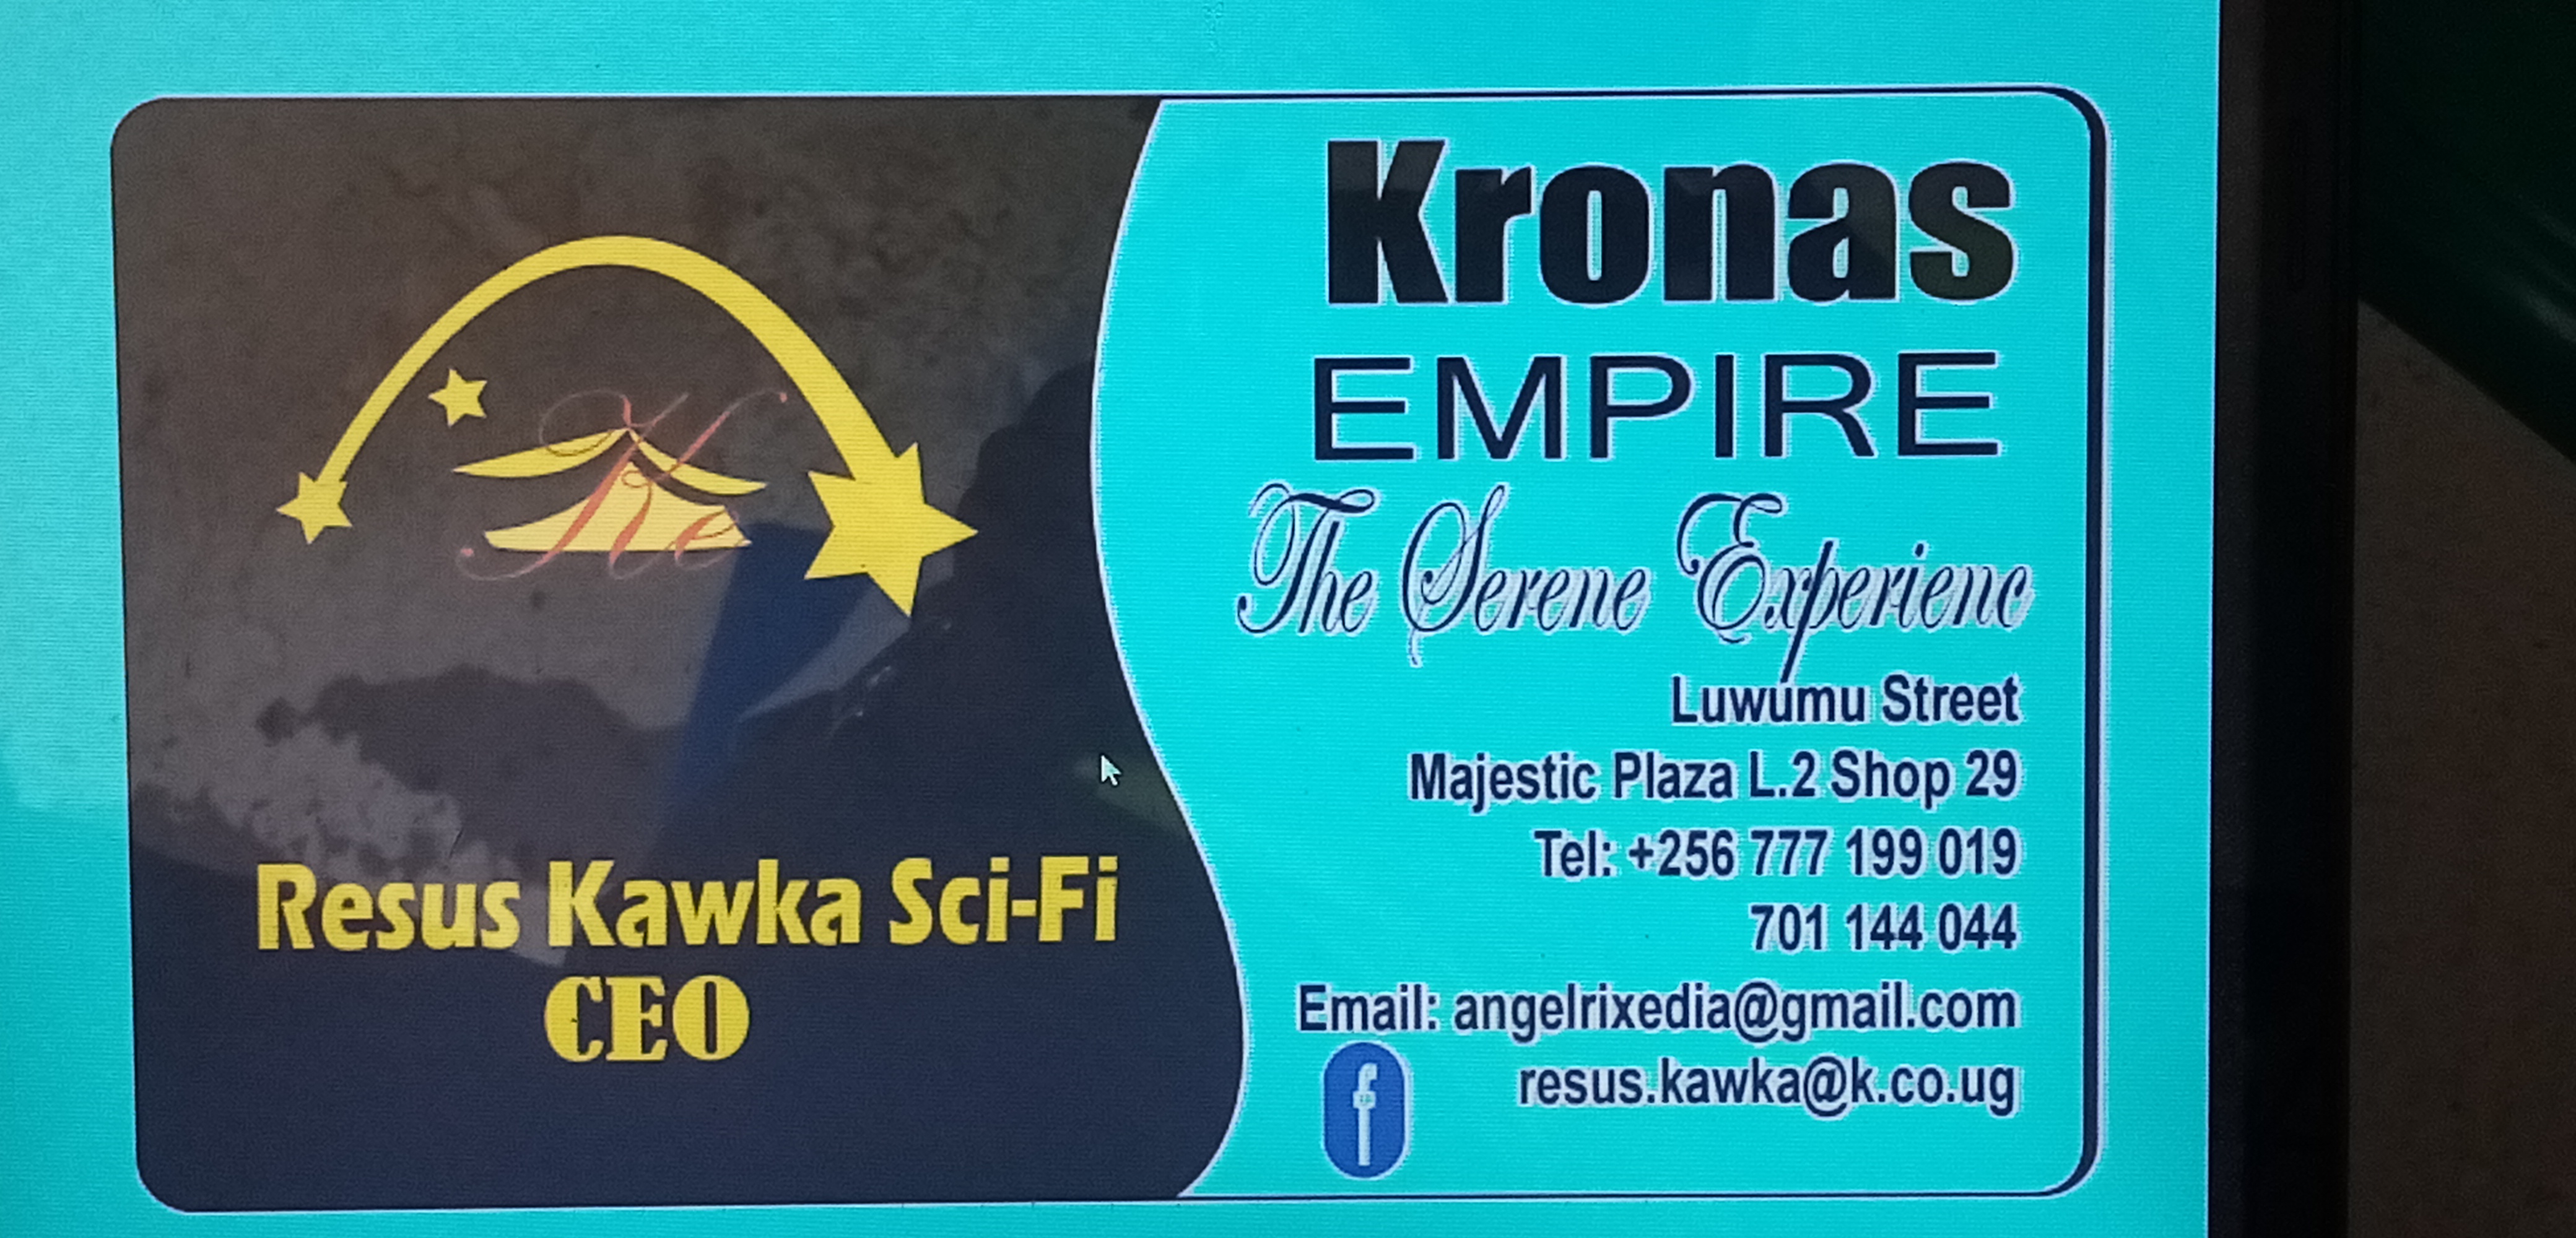 Ke
Resus Kawka Sci-Fi
CEO
Kronas
EMPIRE
The Serene Experienc
Luwumu Street
Majestic Plaza L.2 Shop 29
Tel: +256 777 199 019
701 144 044
Email: angelrixedia@gmail.com
f
resus.kawka@k.co.ug